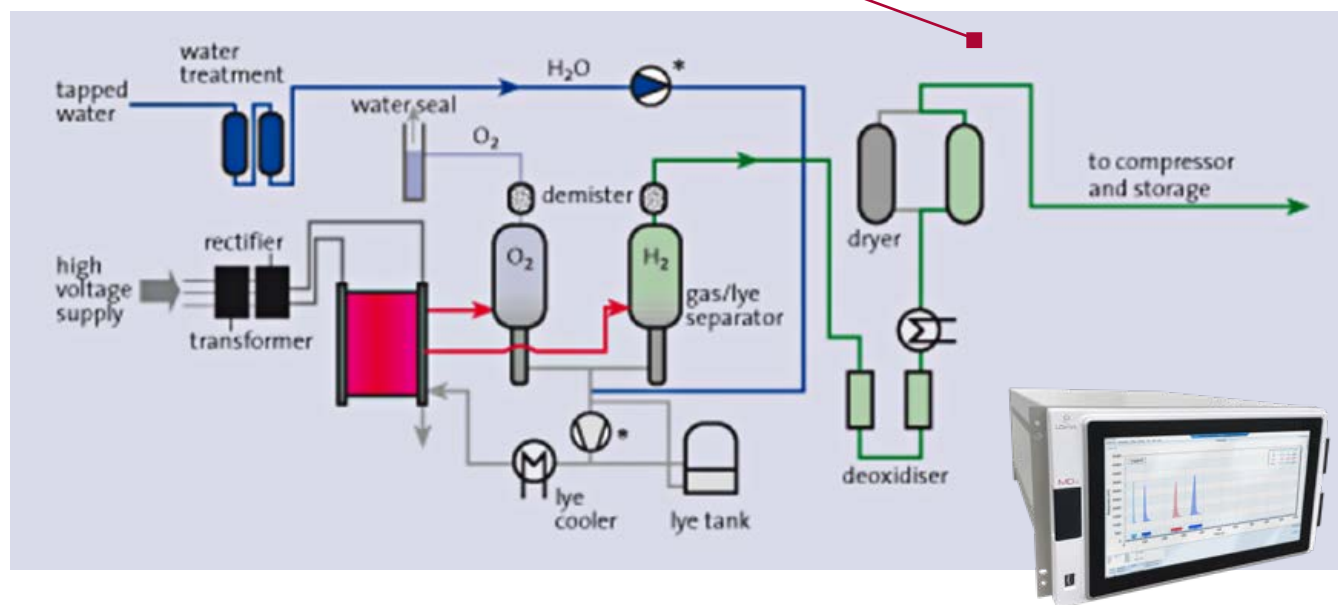 water
treatment
tapped
water
H₂O
*
water seal
O₂
demister
to compressor
and storage
dryer
rectifier
O₂
H₂
high
voltage
supply
gas/lye
separator
transformer
*
deoxidiser
lye
cooler
lye tank